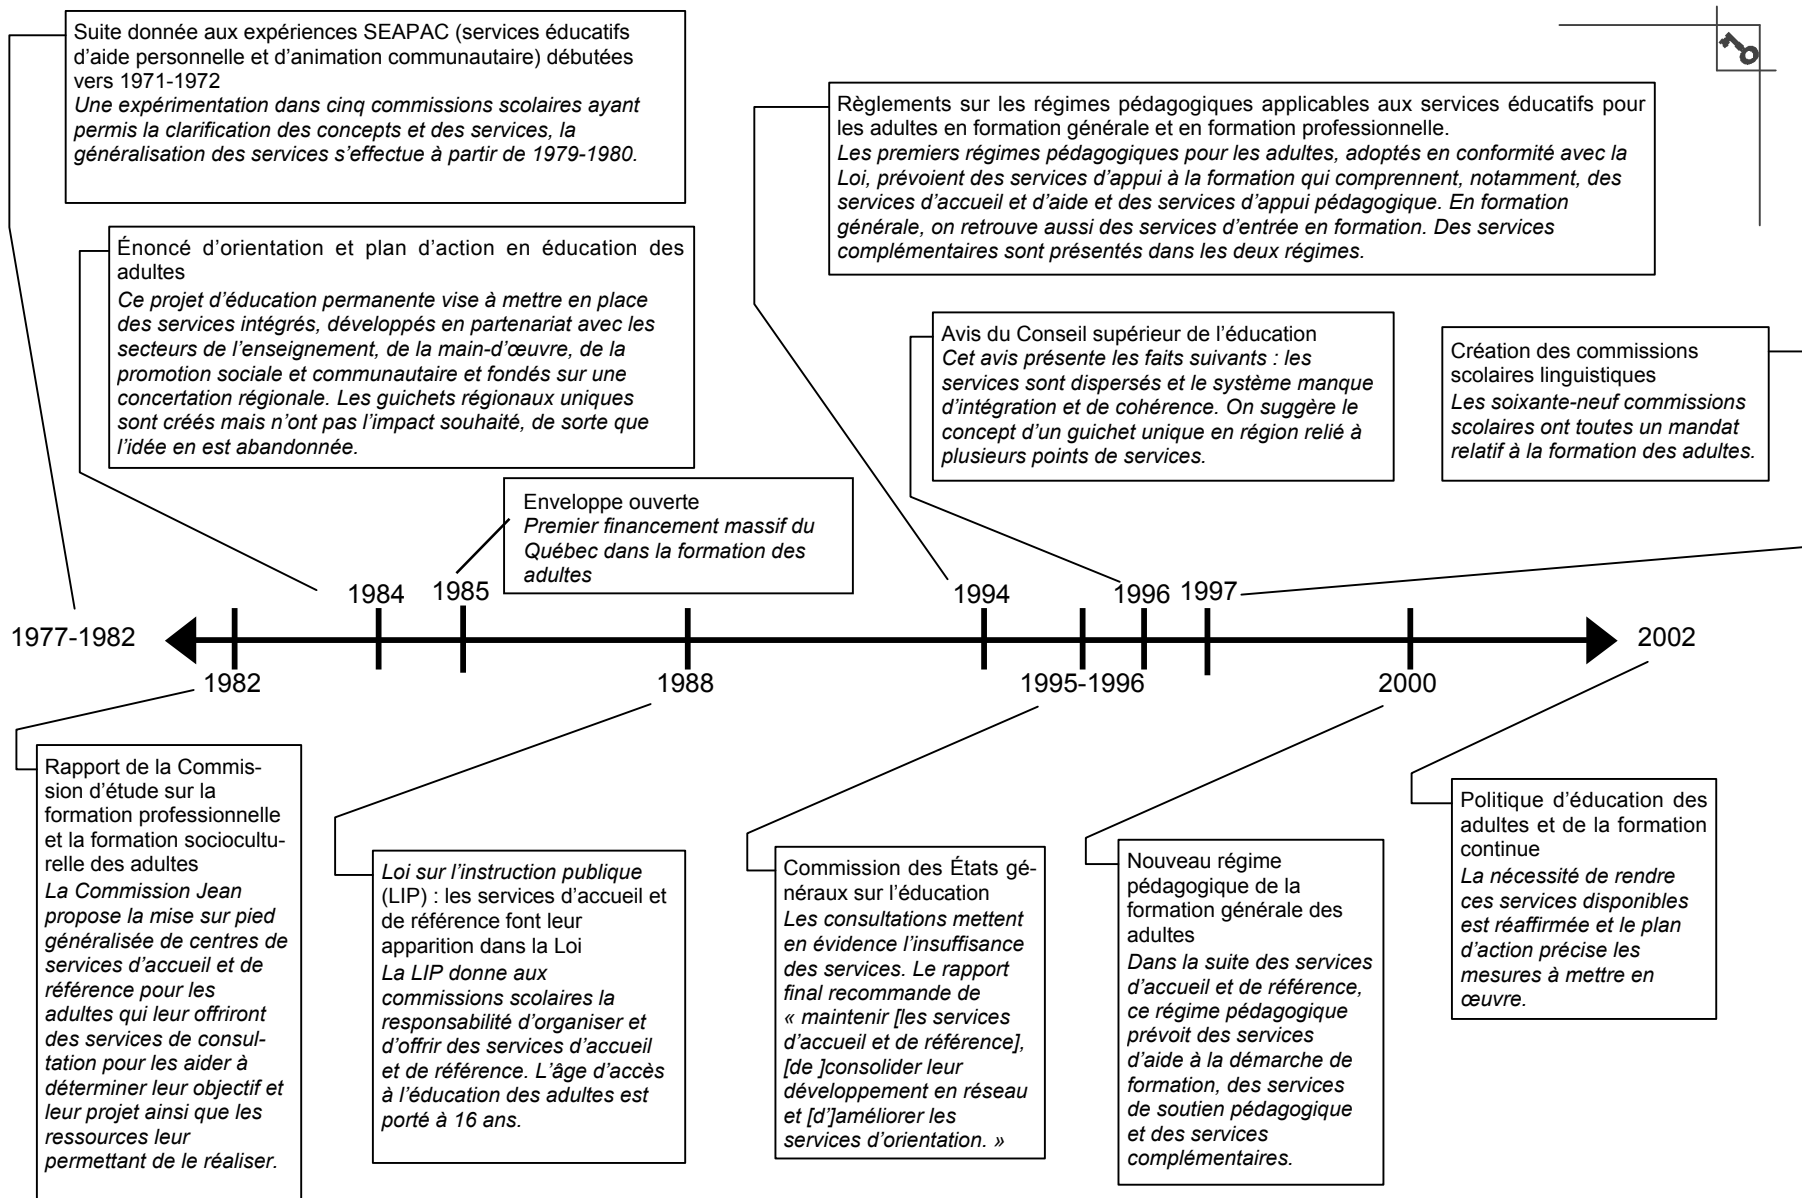 Suite donnée aux expériences SEAPAC (services éducatifs
d'aide personnelle et d'animation communautaire) débutées
vers 1971-1972
Une expérimentation dans cinq commissions scolaires ayant
permis la clarification des concepts et des services, la
généralisation des services s'effectue à partir de 1979-1980.
Règlements sur les régimes pédagogiques applicables aux services éducatifs pour
les adultes en formation générale et en formation professionnelle.
Les premiers régimes pédagogiques pour les adultes, adoptés en conformité avec la
Loi, prévoient des services d'appui à la formation qui comprennent, notamment, des
services d'accueil et d'aide et des services d'appui pédagogique. En formation
générale, on retrouve aussi des services d'entrée en formation. Des services
complémentaires sont présentés dans les deux régimes.
Énoncé d'orientation et plan d'action en éducation des
adultes
Ce projet d'éducation permanente vise à mettre en place
des services intégrés, développés en partenariat avec les
secteurs de l'enseignement, de la main-d'œuvre, de la
promotion sociale et communautaire et fondés sur une
concertation régionale. Les guichets régionaux uniques
sont créés mais n'ont pas l'impact souhaité, de sorte que
l'idée en est abandonnée.
Avis du Conseil supérieur de l'éducation
Cet avis présente les faits suivants : les
services sont dispersés et le système manque
d'intégration et de cohérence. On suggère le
concept d'un guichet unique en région relié à
plusieurs points de services.
Création des commissions
scolaires linguistiques
Les soixante-neuf commissions
scolaires ont toutes un mandat
relatif à la formation des adultes.
Enveloppe ouverte
Premier financement massif du
Québec dans la formation des
adultes
1984
1985
1994
1996
1997
1977-1982
2002
1982
1988
1995-1996
2000
Rapport de la Commis-
sion d'étude sur la
formation professionnelle
et la formation sociocultu-
relle des adultes
La Commission Jean
propose la mise sur pied
généralisée de centres de
services d'accueil et de
référence pour les
adultes qui leur offriront
des services de consul-
tation pour les aider à
déterminer leur objectif et
leur projet ainsi que les
ressources leur
permettant de le réaliser.
Loi sur l'instruction publique
(LIP) : les services d'accueil et
de référence font leur
apparition dans la Loi
La LIP donne aux
commissions scolaires la
responsabilité d'organiser et
d'offrir des services d'accueil
et de référence. L'âge d'accès
à l'éducation des adultes est
porté à 16 ans.
Commission des États gé-
néraux sur l'éducation
Les consultations mettent
en évidence l'insuffisance
des services. Le rapport
final recommande de
« maintenir [les services
d'accueil et de référence],
[de ]consolider leur
développement en réseau
et [d']améliorer les
services d'orientation. »
Nouveau régime
pédagogique de la
formation générale des
adultes
Dans la suite des services
d'accueil et de référence,
ce régime pédagogique
prévoit des services
d'aide à la démarche de
formation, des services
de soutien pédagogique
et des services
complémentaires.
Politique d'éducation des
adultes et de la formation
continue
La nécessité de rendre
ces services disponibles
est réaffirmée et le plan
d'action précise les
mesures à mettre en
œuvre.